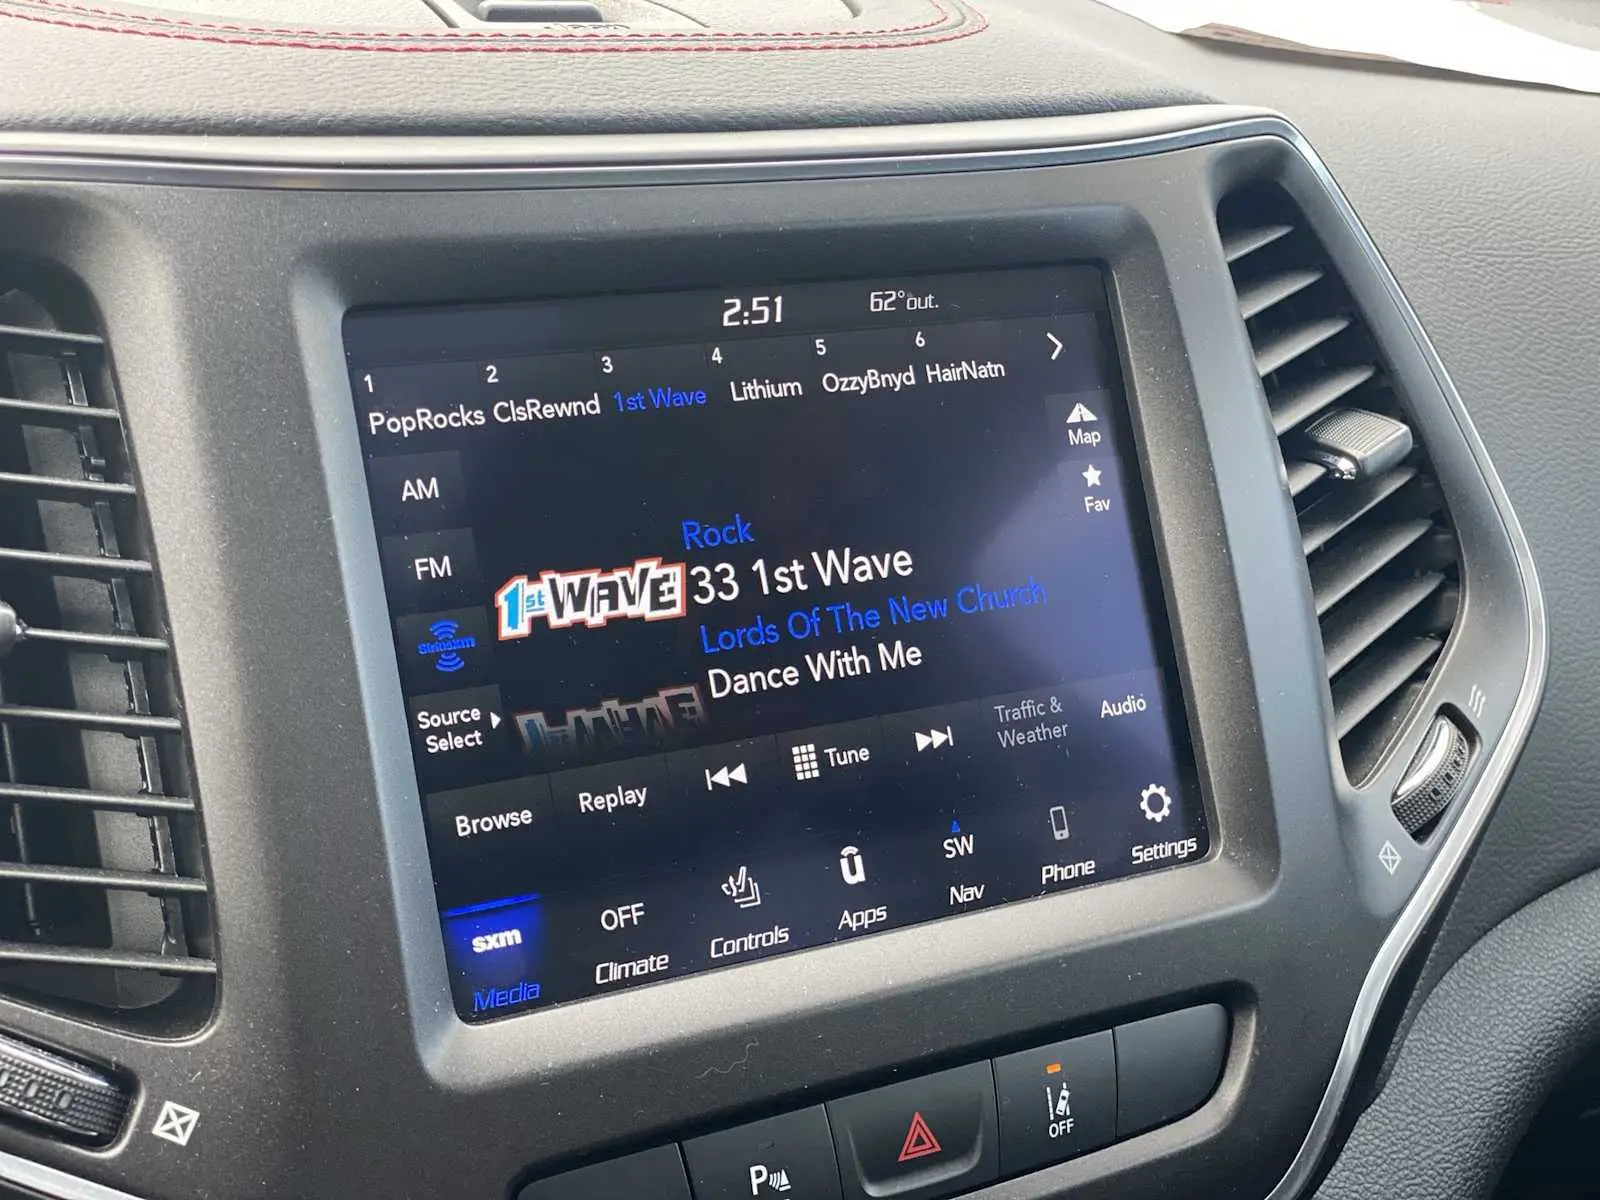 2:51 62° out.
1 2 3 4 5 6
PopRocks ClsRewnd 1st Wave Lithium OzzyBnyd HairNatn
Map
AM
Fav
Rock
FM
1st WAVE 33 1st Wave
Lords Of The New Church
SiriusXM
Dance With Me
Source
Select
Traffic &
Weather
Audio
Browse Replay Tune
SW
OFF
sxm
Media Climate Controls Apps Nav Phone Settings
OFF
P